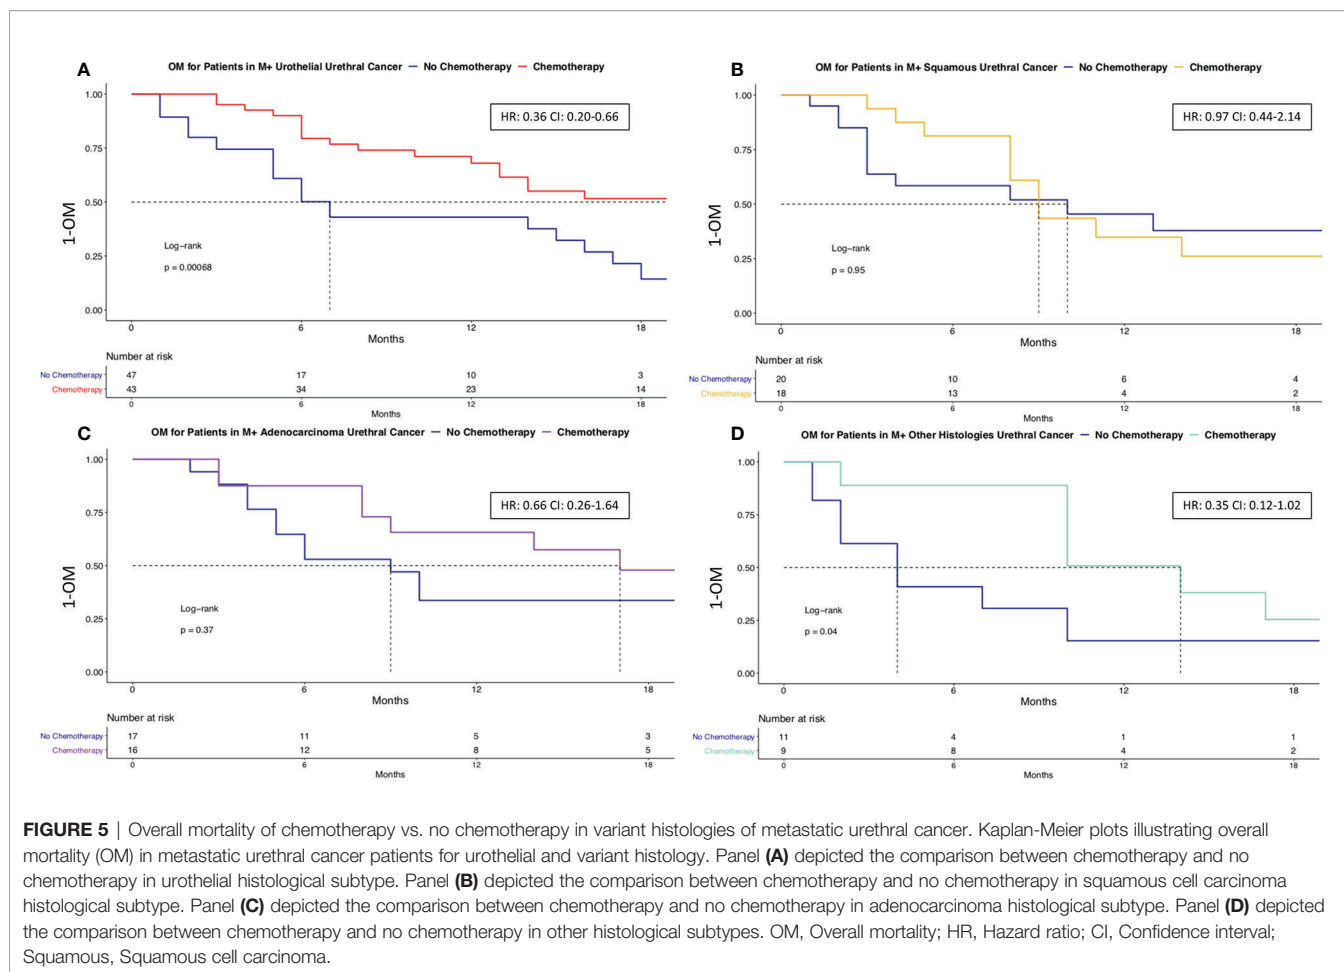 A
OM for Patients in M+ Urothelial Urethral Cancer No Chemotherapy Chemotherapy
1.00
0.75
0.50
0.25
0.00
1-OM
HR: 0.36 CI: 0.20-0.66
Log-rank
p = 0.00068
0 6 12 18
Months
Number at risk
No Chemotherapy 47 17 10 3
Chemotherapy 43 34 23 14
0 6 12 18
Months
B
OM for Patients in M+ Squamous Urethral Cancer No Chemotherapy Chemotherapy
1.00
0.75
0.50
0.25
0.00
1-OM
HR: 0.97 CI: 0.44-2.14
Log-rank
p = 0.95
0 6 12 18
Months
Number at risk
No Chemotherapy 20 10 6 4
Chemotherapy 18 13 4 2
0 6 12 18
Months
C
OM for Patients in M+ Adenocarcinoma Urethral Cancer No Chemotherapy Chemotherapy
1.00
0.75
0.50
0.25
0.00
1-OM
HR: 0.66 CI: 0.26-1.64
Log-rank
p = 0.37
0 6 12 18
Months
Number at risk
No Chemotherapy 17 11 5 3
Chemotherapy 16 12 8 5
0 6 12 18
Months
D
OM for Patients in M+ Other Histologies Urethral Cancer No Chemotherapy Chemotherapy
1.00
0.75
0.50
0.25
0.00
1-OM
HR: 0.35 CI: 0.12-1.02
Log-rank
p = 0.04
0 6 12 18
Months
Number at risk
No Chemotherapy 11 4 1 1
Chemotherapy 9 8 4 2
0 6 12 18
Months
FIGURE 5 | Overall mortality of chemotherapy vs. no chemotherapy in variant histologies of metastatic urethral cancer. Kaplan-Meier plots illustrating overall
mortality (OM) in metastatic urethral cancer patients for urothelial and variant histology. Panel (A) depicted the comparison between chemotherapy and no
chemotherapy in urothelial histological subtype. Panel (B) depicted the comparison between chemotherapy and no chemotherapy in squamous cell carcinoma
histological subtype. Panel (C) depicted the comparison between chemotherapy and no chemotherapy in adenocarcinoma histological subtype. Panel (D) depicted
the comparison between chemotherapy and no chemotherapy in other histological subtypes. OM, Overall mortality; HR, Hazard ratio; CI, Confidence interval;
Squamous, Squamous cell carcinoma.